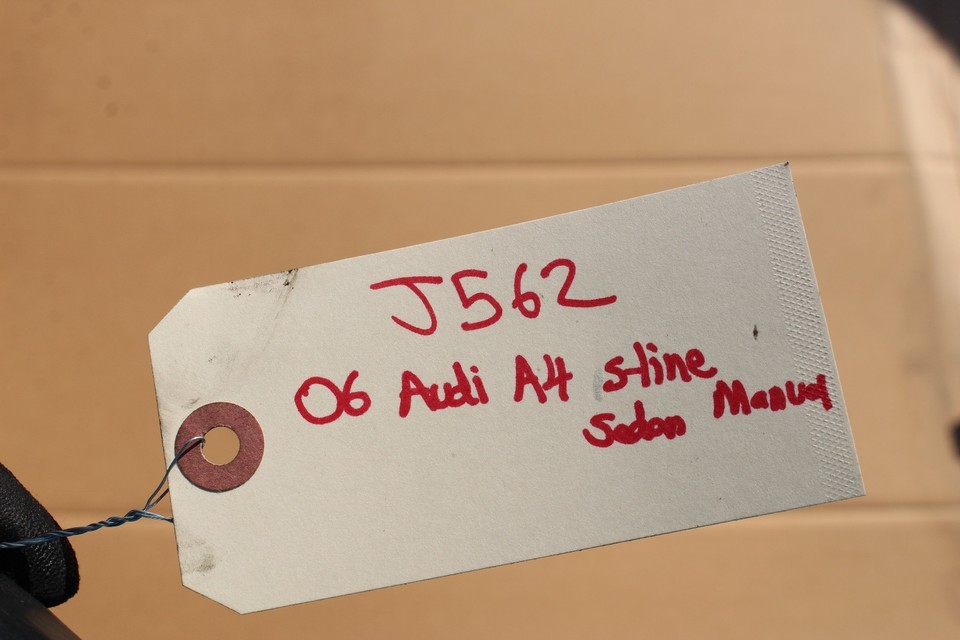 J562
06 Audi A4 s-line
Sedan Manual